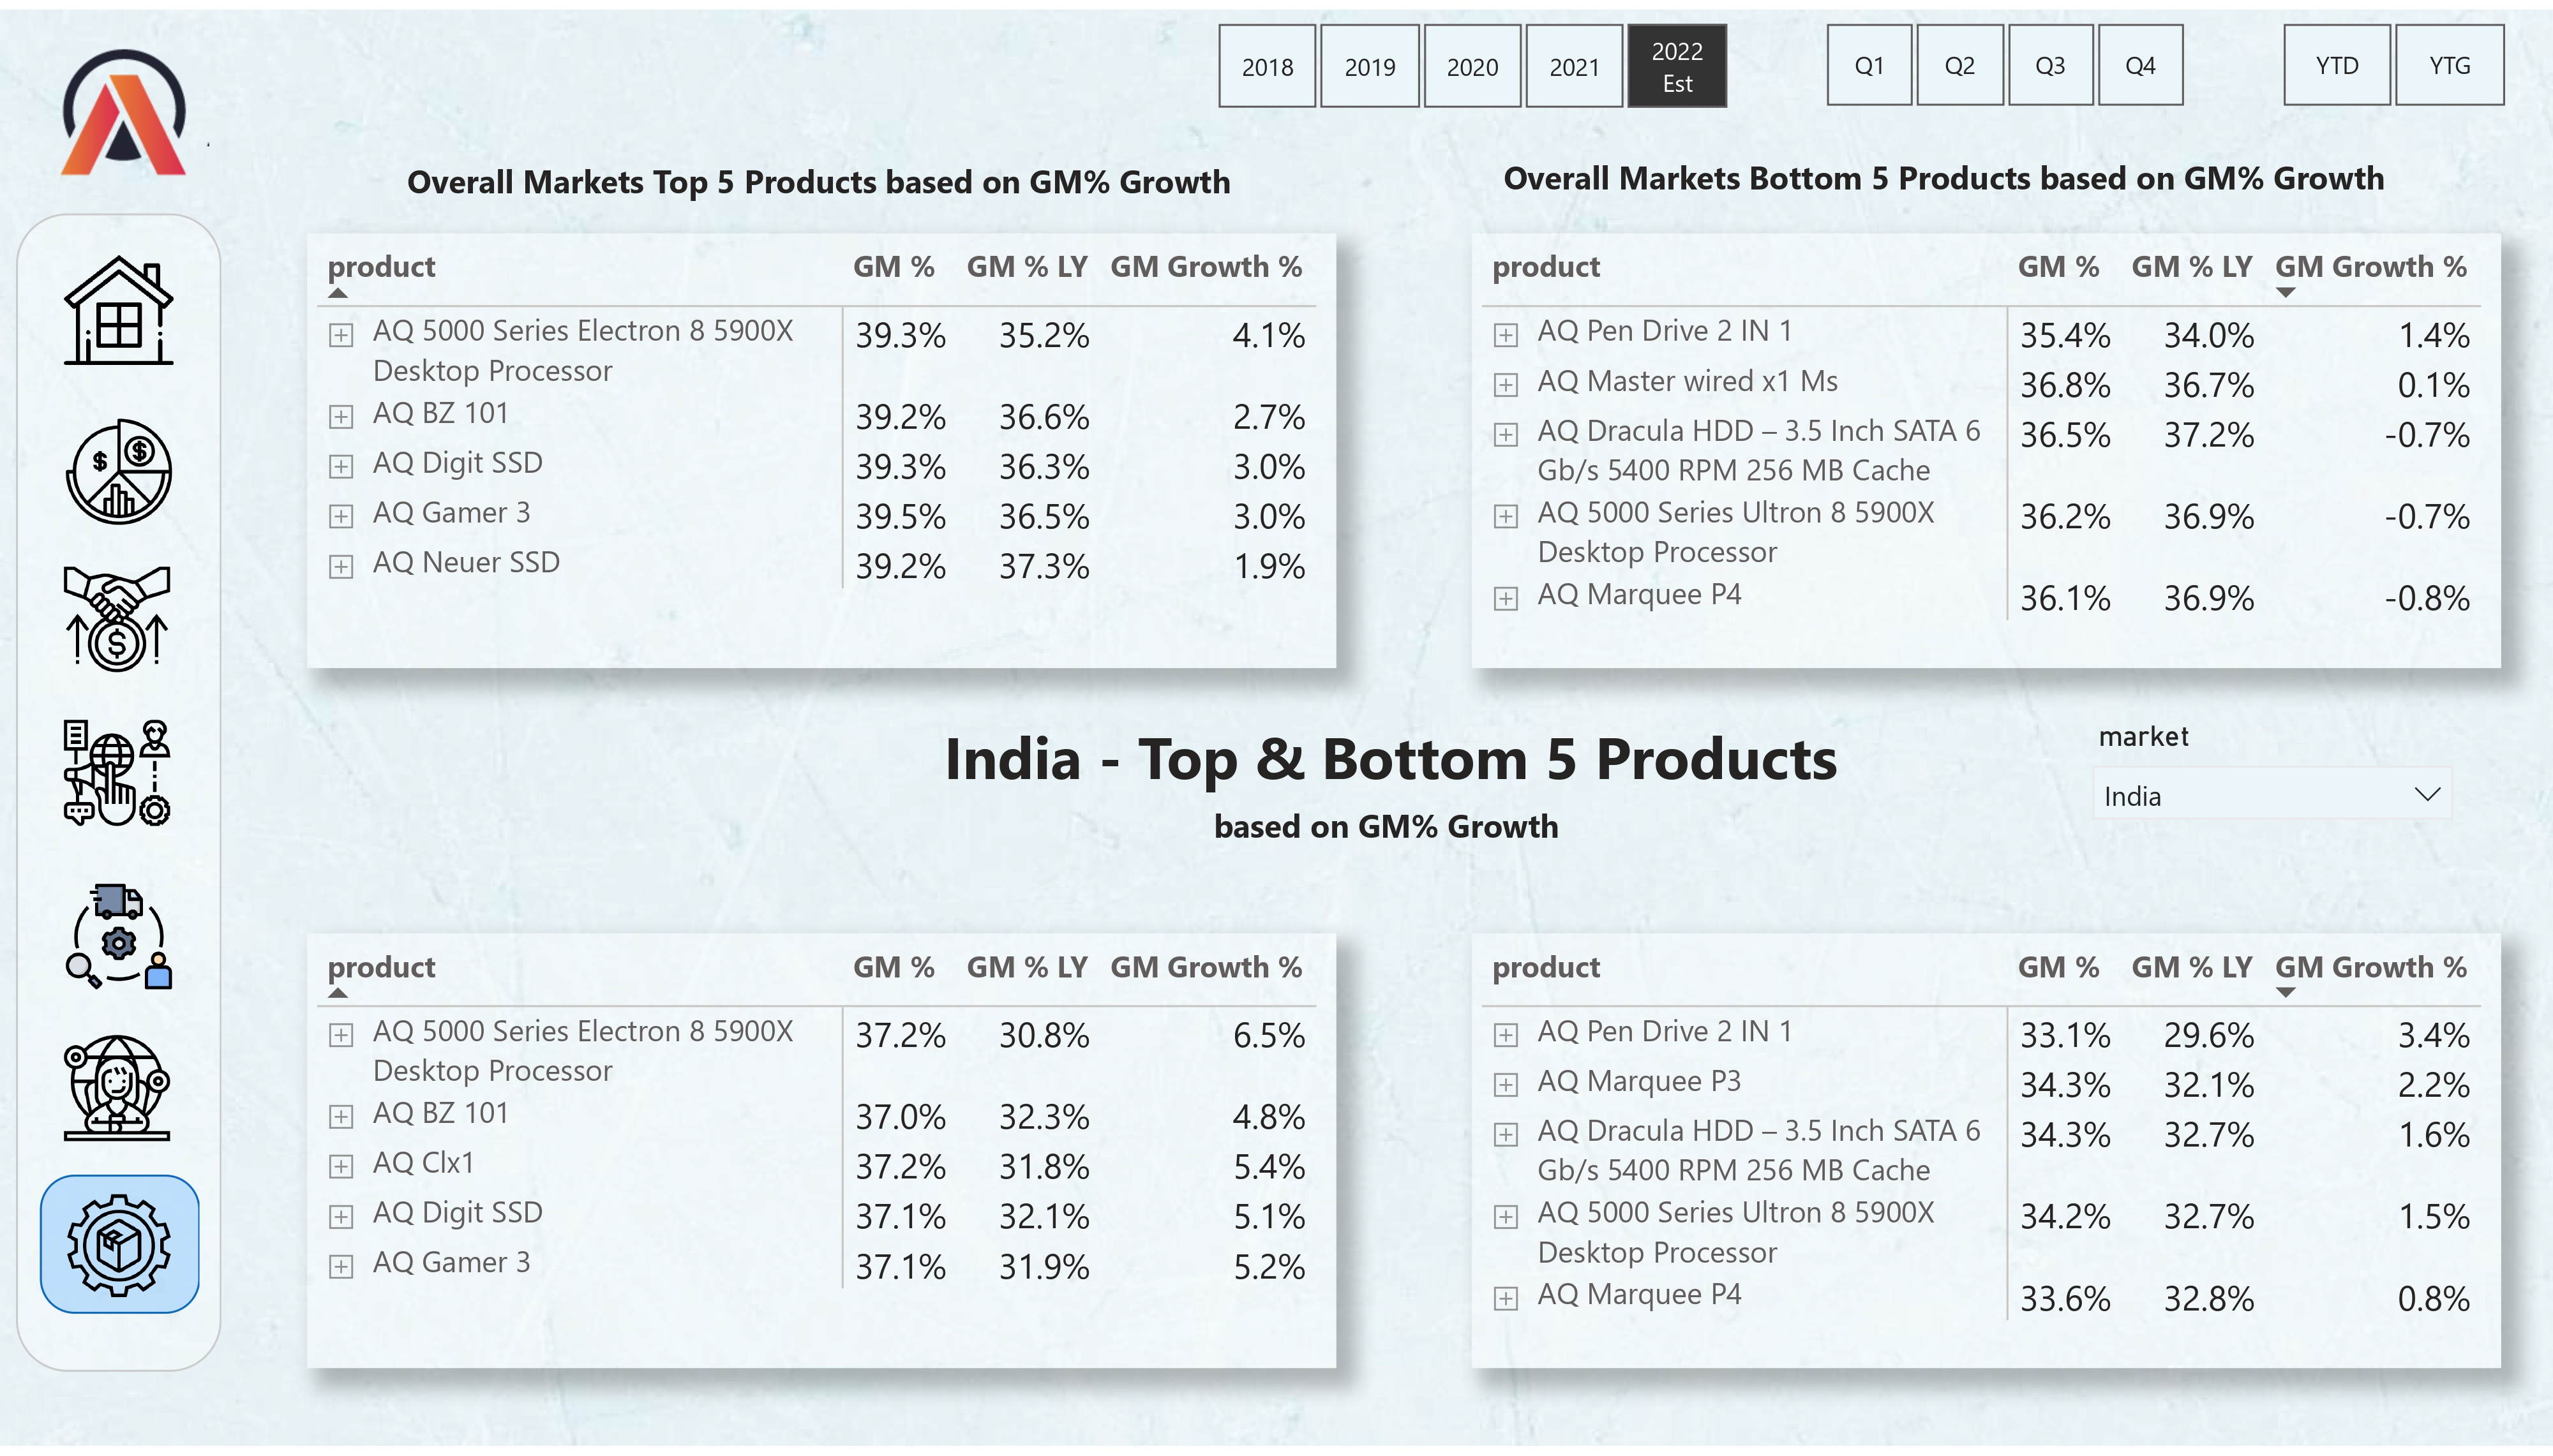 2018 2019 2020 2021 2022 Est Q1 Q2 Q3 Q4 YTD YTG
Overall Markets Top 5 Products based on GM% Growth
product GM % GM % LY GM Growth %
AQ 5000 Series Electron 8 5900X 39.3% 35.2% 4.1%
Desktop Processor
AQ BZ 101 39.2% 36.6% 2.7%
AQ Digit SSD 39.3% 36.3% 3.0%
AQ Gamer 3 39.5% 36.5% 3.0%
AQ Neuer SSD 39.2% 37.3% 1.9%
Overall Markets Bottom 5 Products based on GM% Growth
product GM % GM % LY GM Growth %
AQ Pen Drive 2 IN 1 35.4% 34.0% 1.4%
AQ Master wired x1 Ms 36.8% 36.7% 0.1%
AQ Dracula HDD – 3.5 Inch SATA 6 36.5% 37.2% -0.7%
Gb/s 5400 RPM 256 MB Cache
AQ 5000 Series Ultron 8 5900X 36.2% 36.9% -0.7%
Desktop Processor
AQ Marquee P4 36.1% 36.9% -0.8%
India - Top & Bottom 5 Products
based on GM% Growth
market
India
product GM % GM % LY GM Growth %
AQ 5000 Series Electron 8 5900X 37.2% 30.8% 6.5%
Desktop Processor
AQ BZ 101 37.0% 32.3% 4.8%
AQ Clx1 37.2% 31.8% 5.4%
AQ Digit SSD 37.1% 32.1% 5.1%
AQ Gamer 3 37.1% 31.9% 5.2%
product GM % GM % LY GM Growth %
AQ Pen Drive 2 IN 1 33.1% 29.6% 3.4%
AQ Marquee P3 34.3% 32.1% 2.2%
AQ Dracula HDD – 3.5 Inch SATA 6 34.3% 32.7% 1.6%
Gb/s 5400 RPM 256 MB Cache
AQ 5000 Series Ultron 8 5900X 34.2% 32.7% 1.5%
Desktop Processor
AQ Marquee P4 33.6% 32.8% 0.8%